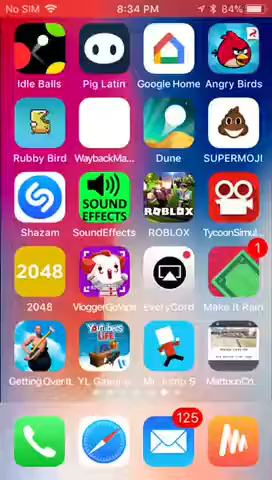 No SIM 8:34 PM 84%
Idle Balls Pig Latin Google Home Angry Birds
Rubby Bird WaybackMa... Dune SUPERMOJI
SOUND
EFFECTS
ROBLOX
Shazam SoundEffects ROBLOX TycoonSimul...
1
2048
2048 VloggerGoViral EveryCord Make It Rain
Youtubers
LIFE
Getting Over It YL Gaming Mr. Jump S
125